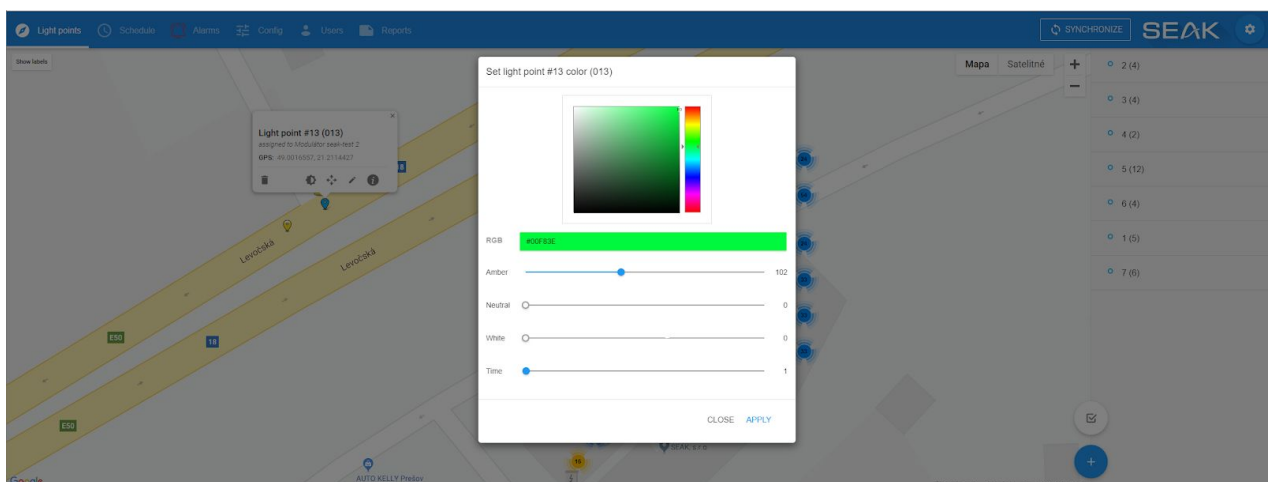 Light points
Schedule
Alarms
Config
Users
Reports
SYNCHRONIZE
SEAK
Show labels
Mapa
Satelitné
Light point #13 (013)
assigned to Modulátor seak-test 2
GPS: 49.0016557, 21.2114427
Levočská
Levočská
E50
18
E50
AUTO KELLY Prešov
Google
Set light point #13 color (013)
RGB
#00F83E
Amber
102
Neutral
0
White
0
Time
1
CLOSE
APPLY
SEAK, s.r.o.
10
2 (4)
3 (4)
4 (2)
5 (12)
6 (4)
1 (5)
7 (6)